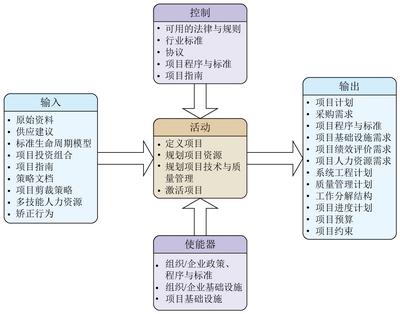 控制
• 可用的法律与规则
• 行业标准
• 协议
• 项目程序与标准
• 项目指南
输入
• 原始资料
• 供应建议
• 标准生命周期模型
• 项目投资组合
• 项目指南
• 策略文档
• 项目剪裁策略
• 多技能人力资源
• 矫正行为
活动
• 定义项目
• 规划项目资源
• 规划项目技术与质
量管理
• 激活项目
输出
• 项目计划
• 采购需求
• 项目程序与标准
• 项目基础设施需求
• 项目绩效评价需求
• 项目人力资源需求
• 系统工程计划
• 质量管理计划
• 工作分解结构
• 项目进度计划
• 项目预算
• 项目约束
使能器
• 组织/企业政策、
程序与标准
• 组织/企业基础设施
• 项目基础设施